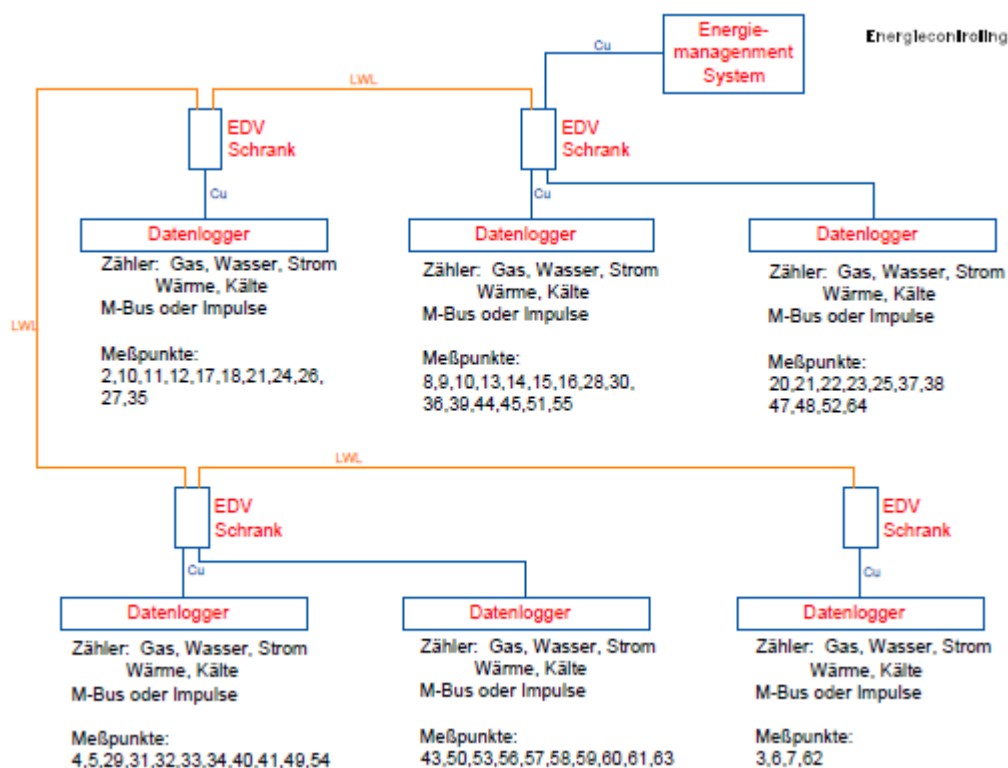 Energie-
managenment
System
Energiecontrolling
Cu
LWL
EDV
Schrank
EDV
Schrank
Cu
Cu
Datenlogger
Datenlogger
Datenlogger
Zähler: Gas, Wasser, Strom
Wärme, Kälte
M-Bus oder Impulse
Meßpunkte:
2,10,11,12,17,18,21,24,26,
27,35
Zähler: Gas, Wasser, Strom
Wärme, Kälte
M-Bus oder Impulse
Meßpunkte:
8,9,10,13,14,15,16,28,30,
36,39,44,45,51,55
Zähler: Gas, Wasser, Strom
Wärme, Kälte
M-Bus oder Impulse
Meßpunkte:
20,21,22,23,25,37,38
47,48,52,64
LWL
LWL
EDV
Schrank
EDV
Schrank
Cu
Cu
Datenlogger
Datenlogger
Datenlogger
Zähler: Gas, Wasser, Strom
Wärme, Kälte
M-Bus oder Impulse
Meßpunkte:
4,5,29,31,32,33,34,40,41,49,54
Zähler: Gas, Wasser, Strom
Wärme, Kälte
M-Bus oder Impulse
Meßpunkte:
43,50,53,56,57,58,59,60,61,63
Zähler: Gas, Wasser, Strom
Wärme, Kälte
M-Bus oder Impulse
Meßpunkte:
3,6,7,62